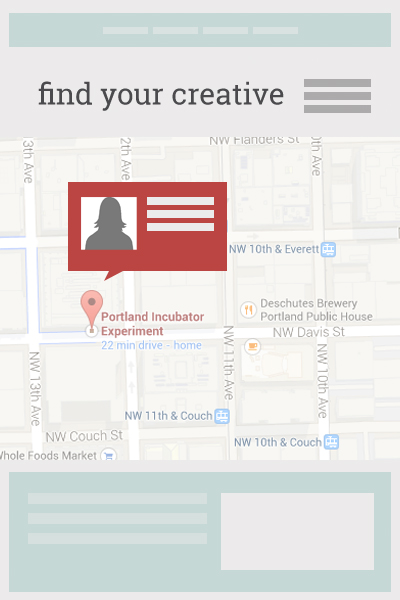 find your creative
NW Flanders St
13th Ave
12th Ave
NW 10th & Everett
Portland Incubator
Experiment
22 min drive - home
Deschutes Brewery
Portland Public House
NW Davis St
NW 13th Ave
NW 11th Ave
NW 10th Ave
NW 11th & Couch
NW Couch St
NW 10th & Couch
Whole Foods Market